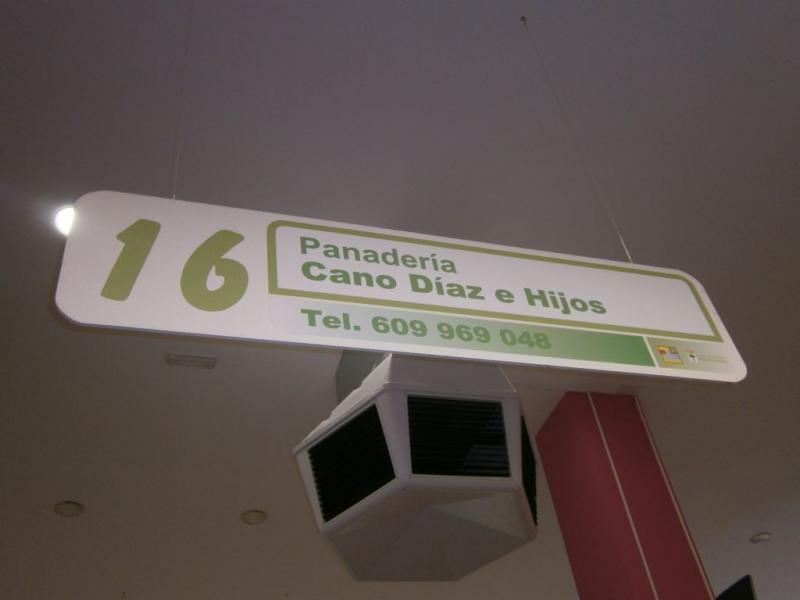 16
Panadería
Cano Díaz e Hijos
Tel. 609 969 048